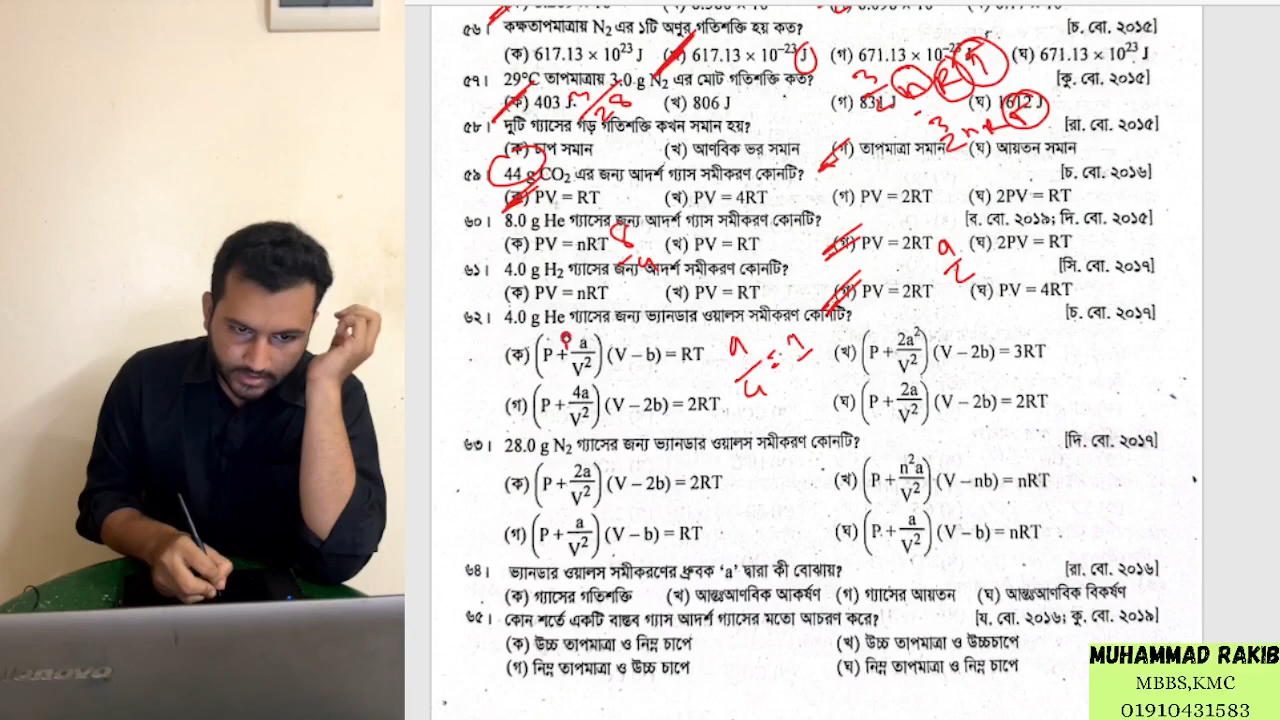 ৫৬। কক্ষতাপমাত্রায় N₂ এর ১টি অণুর গতিশক্তি হয় কত? [চ. বো. ২০১৫]
(ক) 617.13 × 10²³ J (খ) 617.13 × 10⁻²³ J (গ) 671.13 × 10⁻²³ J (ঘ) 671.13 × 10²³ J
৫৭। 29°C তাপমাত্রায় 3.0 g N₂ এর মোট গতিশক্তি কত? [কু. বো. ২০১৫]
(ক) 403 J (খ) 806 J (গ) 831 J (ঘ) 1612 J
৫৮। দুটি গ্যাসের গড় গতিশক্তি কখন সমান হয়? [রা. বো. ২০১৫]
(ক) চাপ সমান (খ) আণবিক ভর সমান (গ) তাপমাত্রা সমান (ঘ) আয়তন সমান
৫৯। 44 g CO₂ এর জন্য আদর্শ গ্যাস সমীকরণ কোনটি? [চ. বো. ২০১৬]
(ক) PV = RT (খ) PV = 4RT (গ) PV = 2RT (ঘ) 2PV = RT
৬০। 8.0 g He গ্যাসের জন্য আদর্শ গ্যাস সমীকরণ কোনটি? [ব. বো. ২০১৯; দি. বো. ২০১৫]
(ক) PV = nRT (খ) PV = RT (গ) PV = 2RT (ঘ) 2PV = RT
৬১। 4.0 g H₂ গ্যাসের জন্য আদর্শ সমীকরণ কোনটি? [সি. বো. ২০১৭]
(ক) PV = nRT (খ) PV = RT (গ) PV = 2RT (ঘ) PV = 4RT
৬২। 4.0 g He গ্যাসের জন্য ভ্যানডার ওয়ালস সমীকরণ কোনটি? [চ. বো. ২০১৭]
(ক) (P + a/V²) (V – b) = RT (খ) (P + 2a²/V²) (V – 2b) = 3RT
(গ) (P + 4a/V²) (V – 2b) = 2RT (ঘ) (P + 2a/V²) (V – 2b) = 2RT
৬৩। 28.0 g N₂ গ্যাসের জন্য ভ্যানডার ওয়ালস সমীকরণ কোনটি? [দি. বো. ২০১৭]
(ক) (P + 2a/V²) (V – 2b) = 2RT (খ) (P + n²a/V²) (V – nb) = nRT
(গ) (P + a/V²) (V – b) = RT (ঘ) (P + a/V²) (V – b) = nRT
৬৪। ভ্যানডার ওয়ালস সমীকরণের ধ্রুবক ‘a’ দ্বারা কী বোঝায়? [রা. বো. ২০১৬]
(ক) গ্যাসের গতিশক্তি (খ) আন্তঃআণবিক আকর্ষণ (গ) গ্যাসের আয়তন (ঘ) আন্তঃআণবিক বিকর্ষণ
৬৫। কোন শর্তে একটি বাস্তব গ্যাস আদর্শ গ্যাসের মতো আচরণ করে? [য. বো. ২০১৬; কু. বো. ২০১৯]
(ক) উচ্চ তাপমাত্রা ও নিম্ন চাপে (খ) উচ্চ তাপমাত্রা ও উচ্চচাপে
(গ) নিম্ন তাপমাত্রা ও উচ্চ চাপে (ঘ) নিম্ন তাপমাত্রা ও নিম্ন চাপে
MUHAMMAD RAKIB
MBBS,KMC
01910431583
lenovo